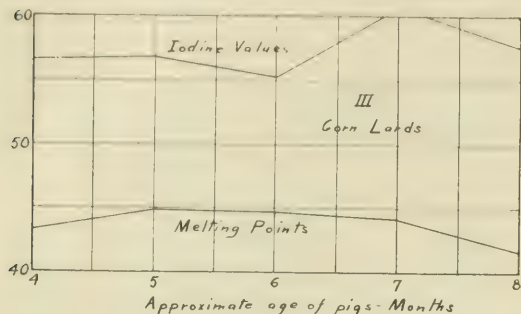 60
Iodine Values
III
Corn Lards
50
Melting Points
40
4 5 6 7 8
Approximate age of pigs - Months